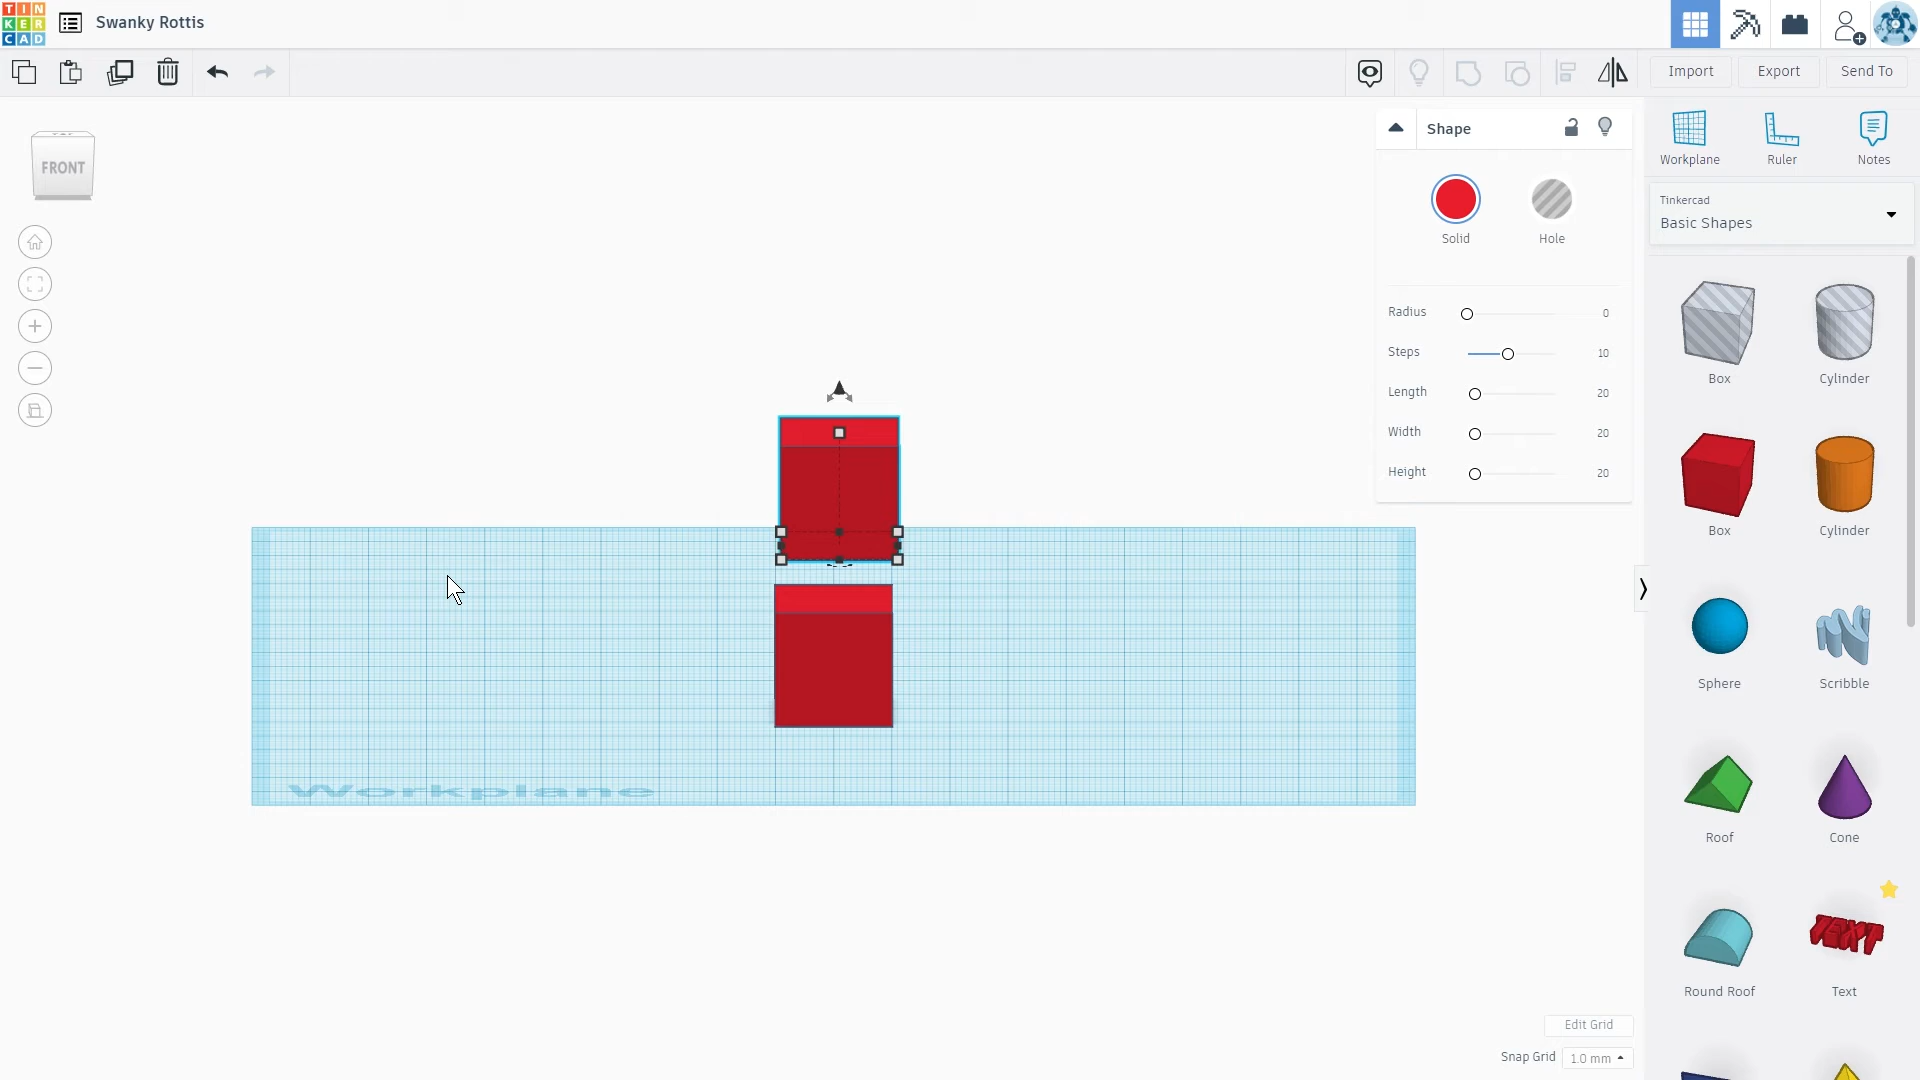 TIN
KER
CAD
Swanky Rottis
Import
Export
Send To
TOP
FRONT
Shape
Solid
Hole
Radius 0
Steps 10
Length 20
Width 20
Height 20
Workplane
Ruler
Notes
Tinkercad
Basic Shapes
Box
Cylinder
Box
Cylinder
Sphere
Scribble
Roof
Cone
TEXT
Round Roof
Text
Workplane
Edit Grid
Snap Grid 1.0 mm